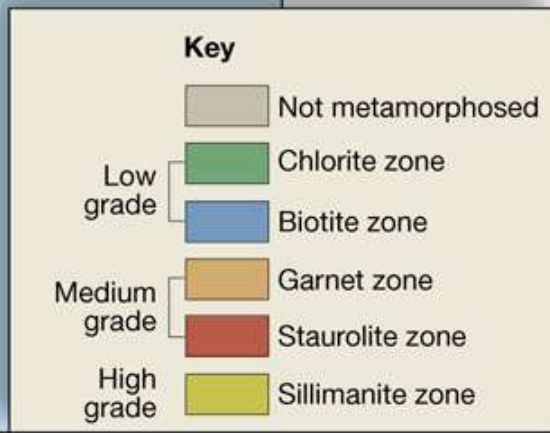 Key
Not metamorphosed
Low
grade
Chlorite zone
Biotite zone
Medium
grade
Garnet zone
Staurolite zone
High
grade
Sillimanite zone